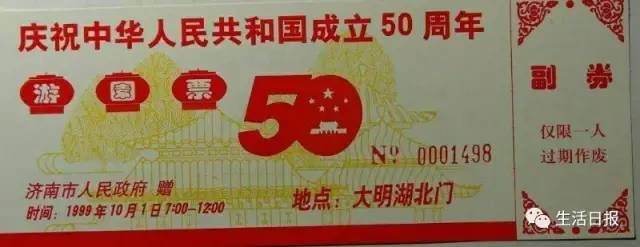 庆祝中华人民共和国成立50周年
游园票
50
№ 0001498
济南市人民政府 赠
时间：1999年10月1日7:00-12:00
地点：大明湖北门
副券
仅限一人
过期作废
生活日报